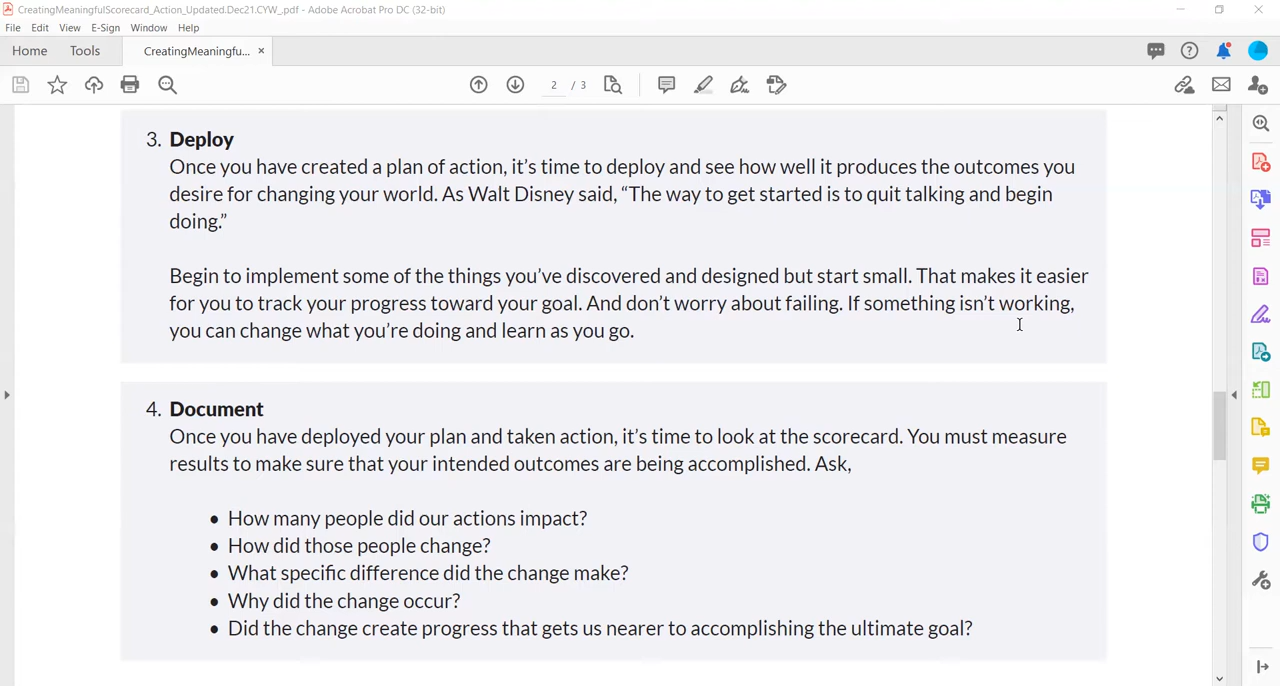 CreatingMeaningfulScorecard_Action_Updated.Dec21.CYW_.pdf - Adobe Acrobat Pro DC (32-bit)
File Edit View E-Sign Window Help
Home Tools CreatingMeaningfu... ×
2 / 3
3. Deploy
Once you have created a plan of action, it's time to deploy and see how well it produces the outcomes you
desire for changing your world. As Walt Disney said, “The way to get started is to quit talking and begin
doing.”
Begin to implement some of the things you've discovered and designed but start small. That makes it easier
for you to track your progress toward your goal. And don't worry about failing. If something isn't working,
you can change what you're doing and learn as you go.
4. Document
Once you have deployed your plan and taken action, it's time to look at the scorecard. You must measure
results to make sure that your intended outcomes are being accomplished. Ask,
• How many people did our actions impact?
• How did those people change?
• What specific difference did the change make?
• Why did the change occur?
• Did the change create progress that gets us nearer to accomplishing the ultimate goal?